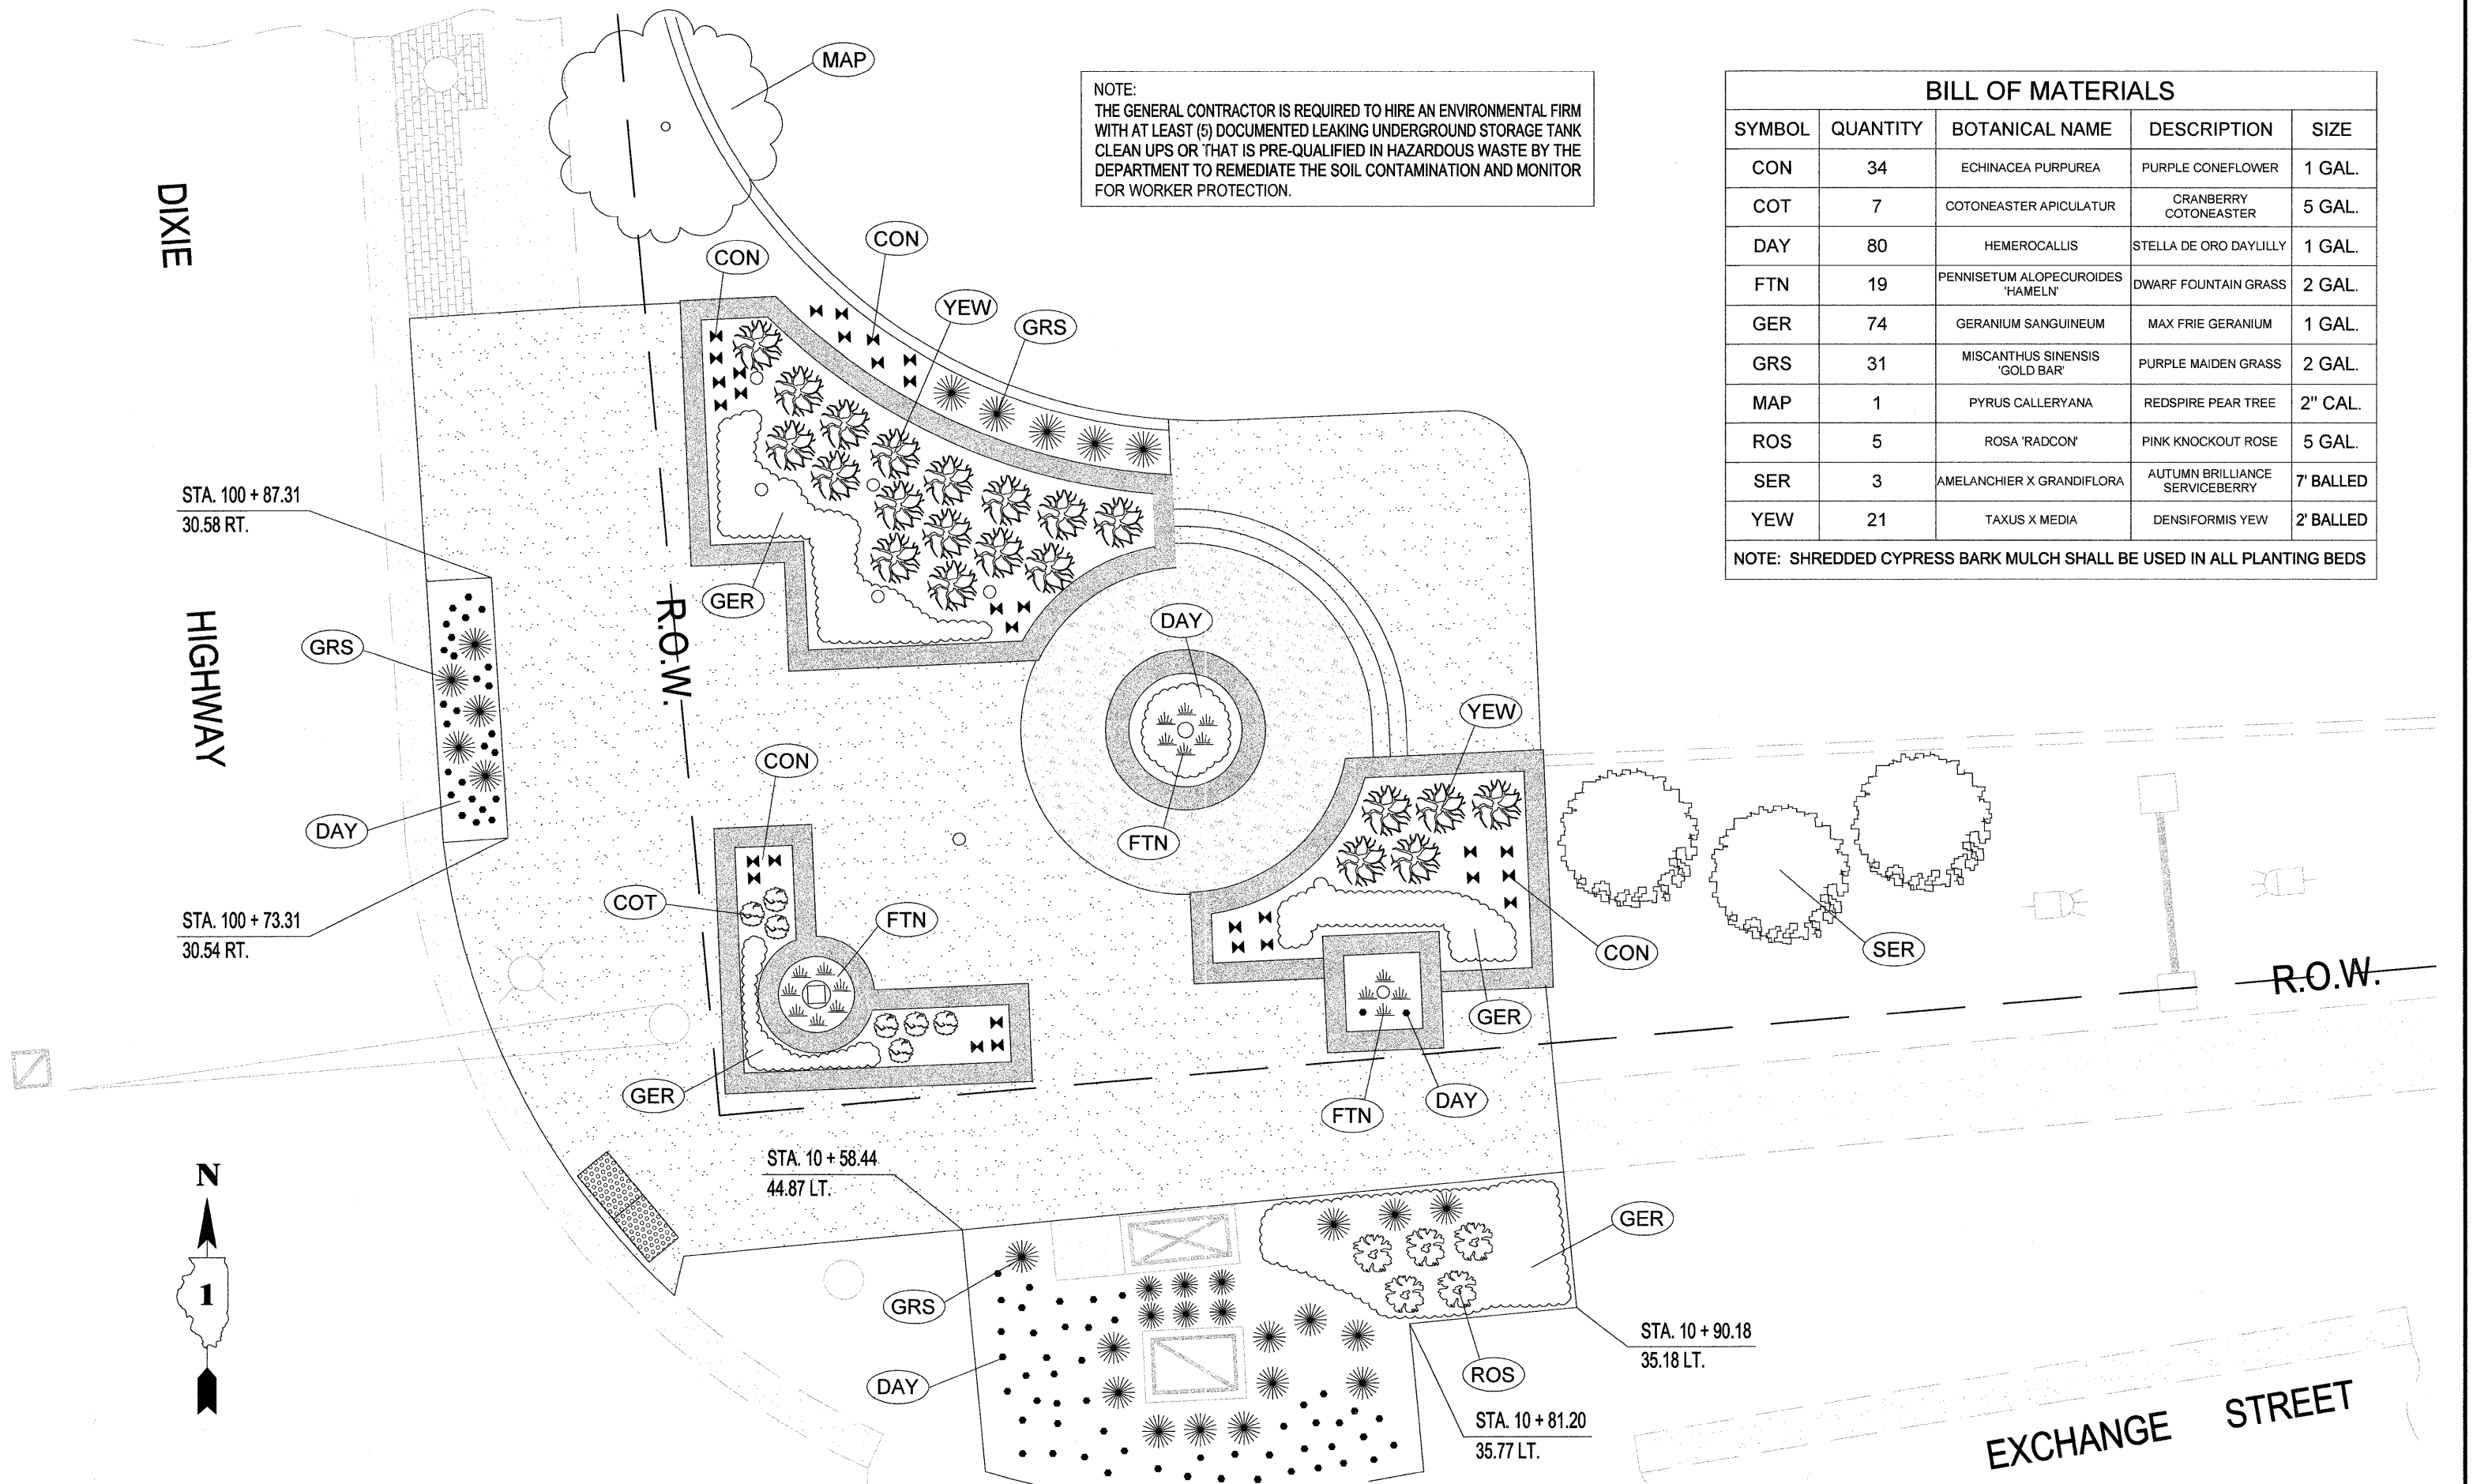 MAP
NOTE:
THE GENERAL CONTRACTOR IS REQUIRED TO HIRE AN ENVIRONMENTAL FIRM
WITH AT LEAST (5) DOCUMENTED LEAKING UNDERGROUND STORAGE TANK
CLEAN UPS OR THAT IS PRE-QUALIFIED IN HAZARDOUS WASTE BY THE
DEPARTMENT TO REMEDIATE THE SOIL CONTAMINATION AND MONITOR
FOR WORKER PROTECTION.
BILL OF MATERIALS
SYMBOL QUANTITY BOTANICAL NAME DESCRIPTION SIZE
CON 34 ECHINACEA PURPUREA PURPLE CONEFLOWER 1 GAL.
COT 7 COTONEASTER APICULATUR CRANBERRY COTONEASTER 5 GAL.
DAY 80 HEMEROCALLIS STELLA DE ORO DAYLILLY 1 GAL.
FTN 19 PENNISETUM ALOPECUROIDES 'HAMELN' DWARF FOUNTAIN GRASS 2 GAL.
GER 74 GERANIUM SANGUINEUM MAX FRIE GERANIUM 1 GAL.
GRS 31 MISCANTHUS SINENSIS 'GOLD BAR' PURPLE MAIDEN GRASS 2 GAL.
MAP 1 PYRUS CALLERYANA REDSPIRE PEAR TREE 2" CAL.
ROS 5 ROSA 'RADCON' PINK KNOCKOUT ROSE 5 GAL.
SER 3 AMELANCHIER X GRANDIFLORA AUTUMN BRILLIANCE SERVICEBERRY 7' BALLED
YEW 21 TAXUS X MEDIA DENSIFORMIS YEW 2' BALLED
NOTE: SHREDDED CYPRESS BARK MULCH SHALL BE USED IN ALL PLANTING BEDS
DIXIE
HIGHWAY
CON
CON
YEW
GRS
STA. 100 + 87.31
30.58 RT.
GER
R.O.W.
GRS
DAY
YEW
CON
DAY
FTN
COT
FTN
STA. 100 + 73.31
30.54 RT.
CON
SER
R.O.W.
GER
GER
FTN
DAY
STA. 10 + 58.44
44.87 LT.
N
1
GER
GRS
STA. 10 + 90.18
35.18 LT.
DAY
ROS
STA. 10 + 81.20
35.77 LT.
EXCHANGE STREET